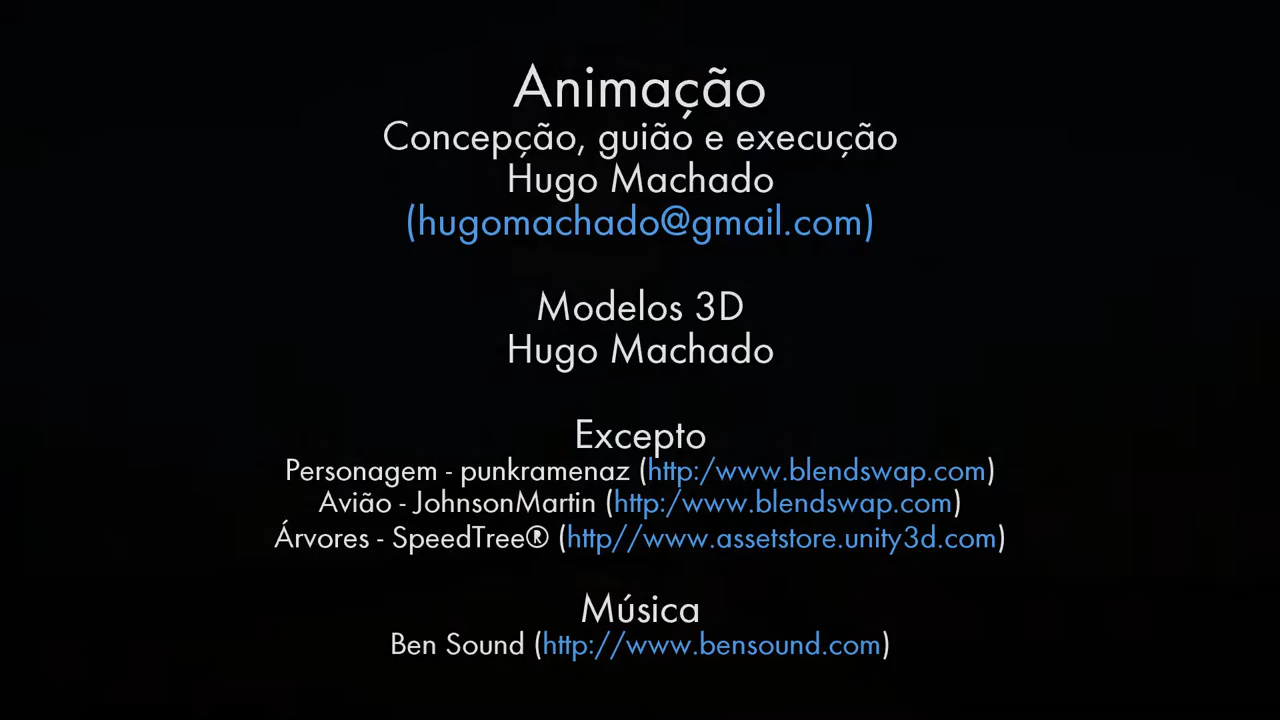 Animação
Concepção, guião e execução
Hugo Machado
(hugomachado@gmail.com)
Modelos 3D
Hugo Machado
Excepto
Personagem - punkramenaz (http:/www.blendswap.com)
Avião - JohnsonMartin (http:/www.blendswap.com)
Árvores - SpeedTree® (http//www.assetstore.unity3d.com)
Música
Ben Sound (http://www.bensound.com)